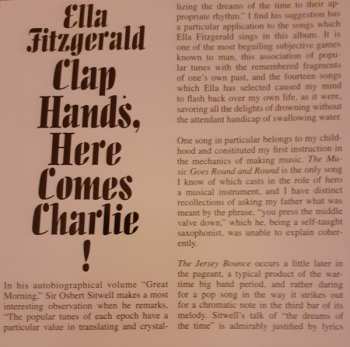 Ella
Fitzgerald
Clap
Hands,
Here
Comes
Charlie
!
In his autobiographical volume “Great
Morning,” Sir Osbert Sitwell makes a most
interesting observation when he remarks,
“The popular tunes of each epoch have a
particular value in translating and crystal-
lizing the dreams of the time to their ap-
propriate rhythm.” I find his suggestion has
a particular application to the songs which
Ella Fitzgerald sings in this album. It is
one of the most beguiling subjective games
known to man, this association of popu-
lar tunes with the remembered fragments
of one's own past, and the fourteen songs
which Ella has selected caused my mind
to flash back over my own life, as it were,
savoring all the delights of drowning without
the attendant handicap of swallowing water.
One song in particular belongs to my child-
hood and constituted my first instruction in
the mechanics of making music. The Mu-
sic Goes Round and Round is the only song
I know of which casts in the role of hero
a musical instrument, and I have distinct
recollections of asking my father what was
meant by the phrase, “you press the middle
valve down,” which he, being a self-taught
saxophonist, was unable to explain coher-
ently.
The Jersey Bounce occurs a little later in
the pageant, a typical product of the war-
time big band period, and rather daring
for a pop song in the way it strikes out
for a chromatic note in the third bar of its
melody. Sitwell's talk of “the dreams of
the time” is admirably justified by lyrics